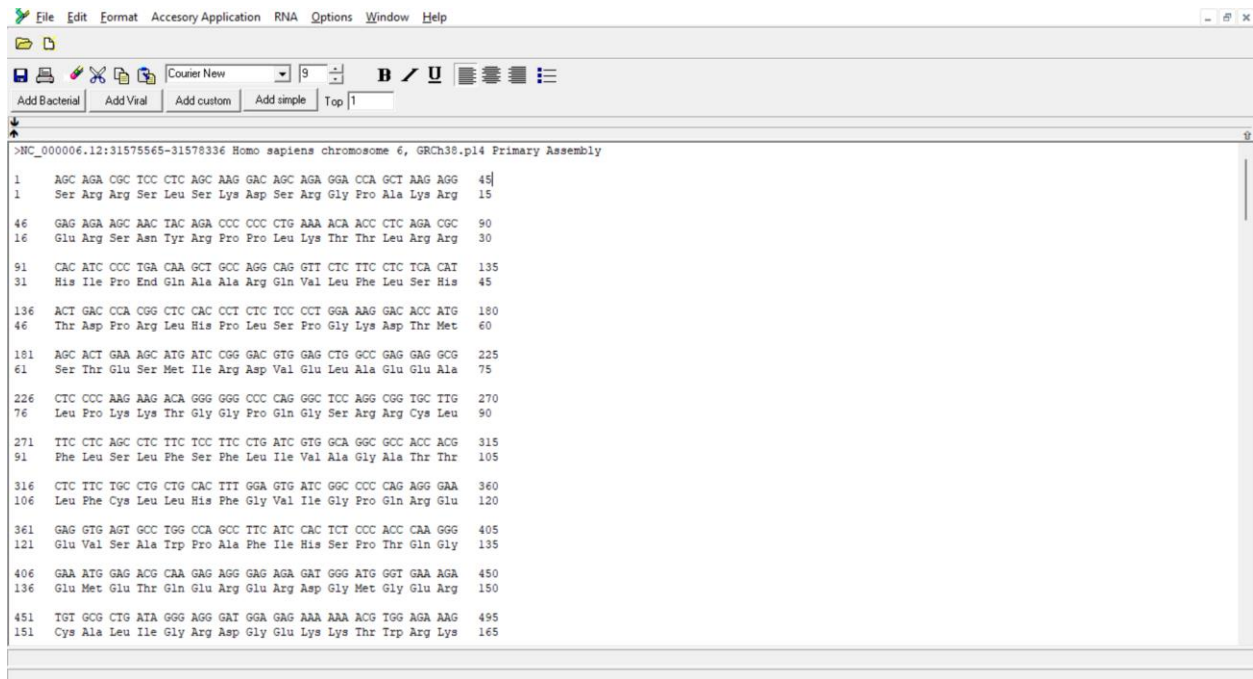 File Edit Format Accesory Application RNA Options Window Help
Courier New 9 B I U
Add Bacterial Add Viral Add custom Add simple Top 1
>NC_000006.12:31575565-31578336 Homo sapiens chromosome 6, GRCh38.p14 Primary Assembly
1 AGC AGA CGC TCC CTC AGC AAG GAC AGC AGA GGA CCA GCT AAG AGG 45
1 Ser Arg Arg Ser Leu Ser Lys Asp Ser Arg Gly Pro Ala Lys Arg 15
46 GAG AGA AGC AAC TAC AGA CCC CCC CTG AAA ACA ACC CTC AGA CGC 90
16 Glu Arg Ser Asn Tyr Arg Pro Pro Leu Lys Thr Thr Leu Arg Arg 30
91 CAC ATC CCC TGA CAA GCT GCC AGG CAG GTT CTC TTC CTC TCA CAT 135
31 His Ile Pro End Gln Ala Ala Arg Gln Val Leu Phe Leu Ser His 45
136 ACT GAC CCA CGG CTC CAC CCT CTC TCC CCT GGA AAG GAC ACC ATG 180
46 Thr Asp Pro Arg Leu His Pro Leu Ser Pro Gly Lys Asp Thr Met 60
181 AGC ACT GAA AGC ATG ATC CGG GAC GTG GAG CTG GCC GAG GAG GCG 225
61 Ser Thr Glu Ser Met Ile Arg Asp Val Glu Leu Ala Glu Glu Ala 75
226 CTC CCC AAG AAG ACA GGG GGG CCC CAG GGC TCC AGG CGG TGC TTG 270
76 Leu Pro Lys Lys Thr Gly Gly Pro Gln Gly Ser Arg Arg Cys Leu 90
271 TTC CTC AGC CTC TTC TCC TTC CTG ATC GTG GCA GGC GCC ACC ACG 315
91 Phe Leu Ser Leu Phe Ser Phe Leu Ile Val Ala Gly Ala Thr Thr 105
316 CTC TTC TGC CTG CTG CAC TTT GGA GTG ATC GGC CCC CAG AGG GAA 360
106 Leu Phe Cys Leu Leu His Phe Gly Val Ile Gly Pro Gln Arg Glu 120
361 GAG GTG AGT GCC TGG CCA GCC TTC ATC CAC TCT CCC ACC CAA GGG 405
121 Glu Val Ser Ala Trp Pro Ala Phe Ile His Ser Pro Thr Gln Gly 135
406 GAA ATG GAG ACG CAA GAG AGG GAG AGA GAT GGG ATG GGT GAA AGA 450
136 Glu Met Glu Thr Gln Glu Arg Glu Arg Asp Gly Met Gly Glu Arg 150
451 TGT GCG CTG ATA GGG AGG GAT GGA GAG AAA AAA ACG TGG AGA AAG 495
151 Cys Ala Leu Ile Gly Arg Asp Gly Glu Lys Lys Thr Trp Arg Lys 165